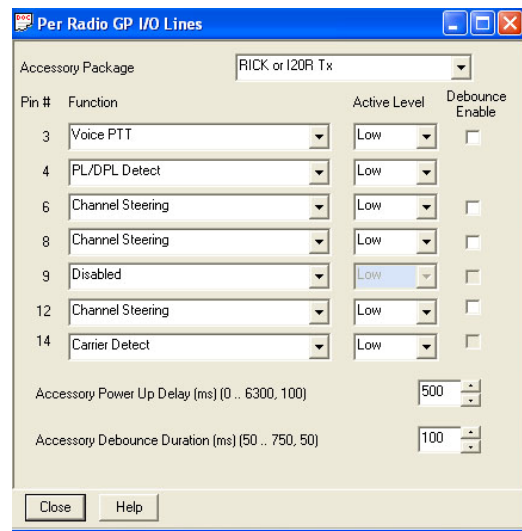 Per Radio GP I/O Lines
Accessory Package RICK or I20R Tx
Pin # Function Active Level Debounce Enable
3 Voice PTT Low
4 PL/DPL Detect Low
6 Channel Steering Low
8 Channel Steering Low
9 Disabled Low
12 Channel Steering Low
14 Carrier Detect Low
Accessory Power Up Delay (ms) (0 .. 6300, 100) 500
Accessory Debounce Duration (ms) (50 .. 750, 50) 100
Close Help